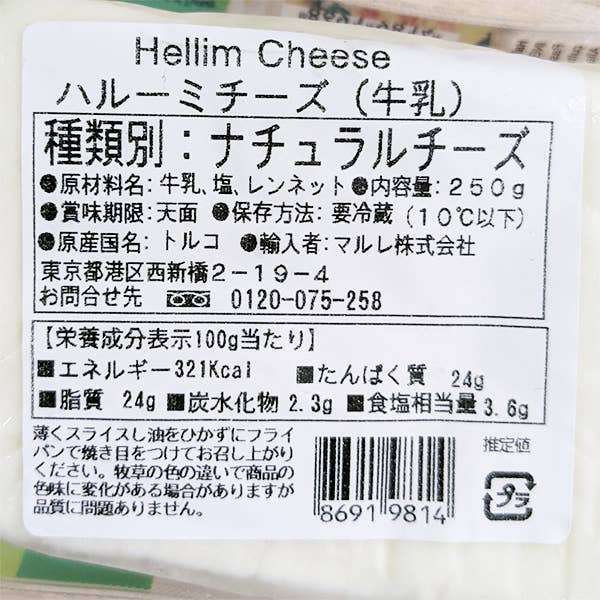 Hellim Cheese
ハルーミチーズ（牛乳）
種類別：ナチュラルチーズ
●原材料名：牛乳、塩、レンネット●内容量：250g
●賞味期限：天面 ●保存方法：要冷蔵（10℃以下）
●原産国名：トルコ ●輸入者：マルレ株式会社
東京都港区西新橋2－19－4
お問合せ先 0120-075-258
【栄養成分表示100g当たり】
■エネルギー321Kcal ■たんぱく質 24g
■脂質 24g ■炭水化物 2.3g ■食塩相当量 3.6g
薄くスライスし油をひかずにフライ
パンで焼き目をつけてお召し上がり
ください。牧草の色の違いで商品の
色味に変化がある場合がありますが
品質に問題ありません。
推定値
86919814
プラ